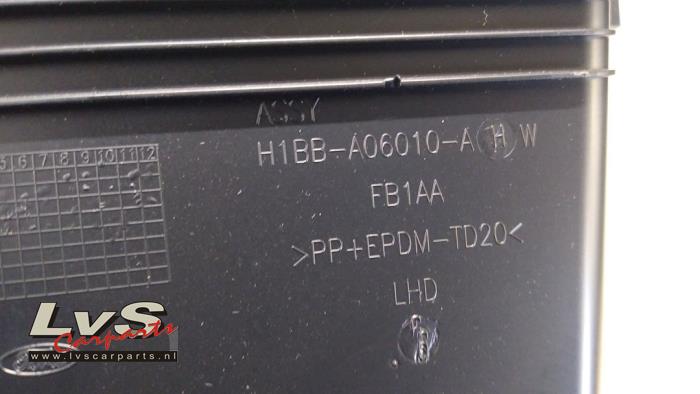 ASSY
H1BB-A06010-A H W
5 6 7 8 9 10 11 12
FB1AA
>PP+EPDM-TD20<
LHD
LvS
Carparts
www.lvscarparts.nl